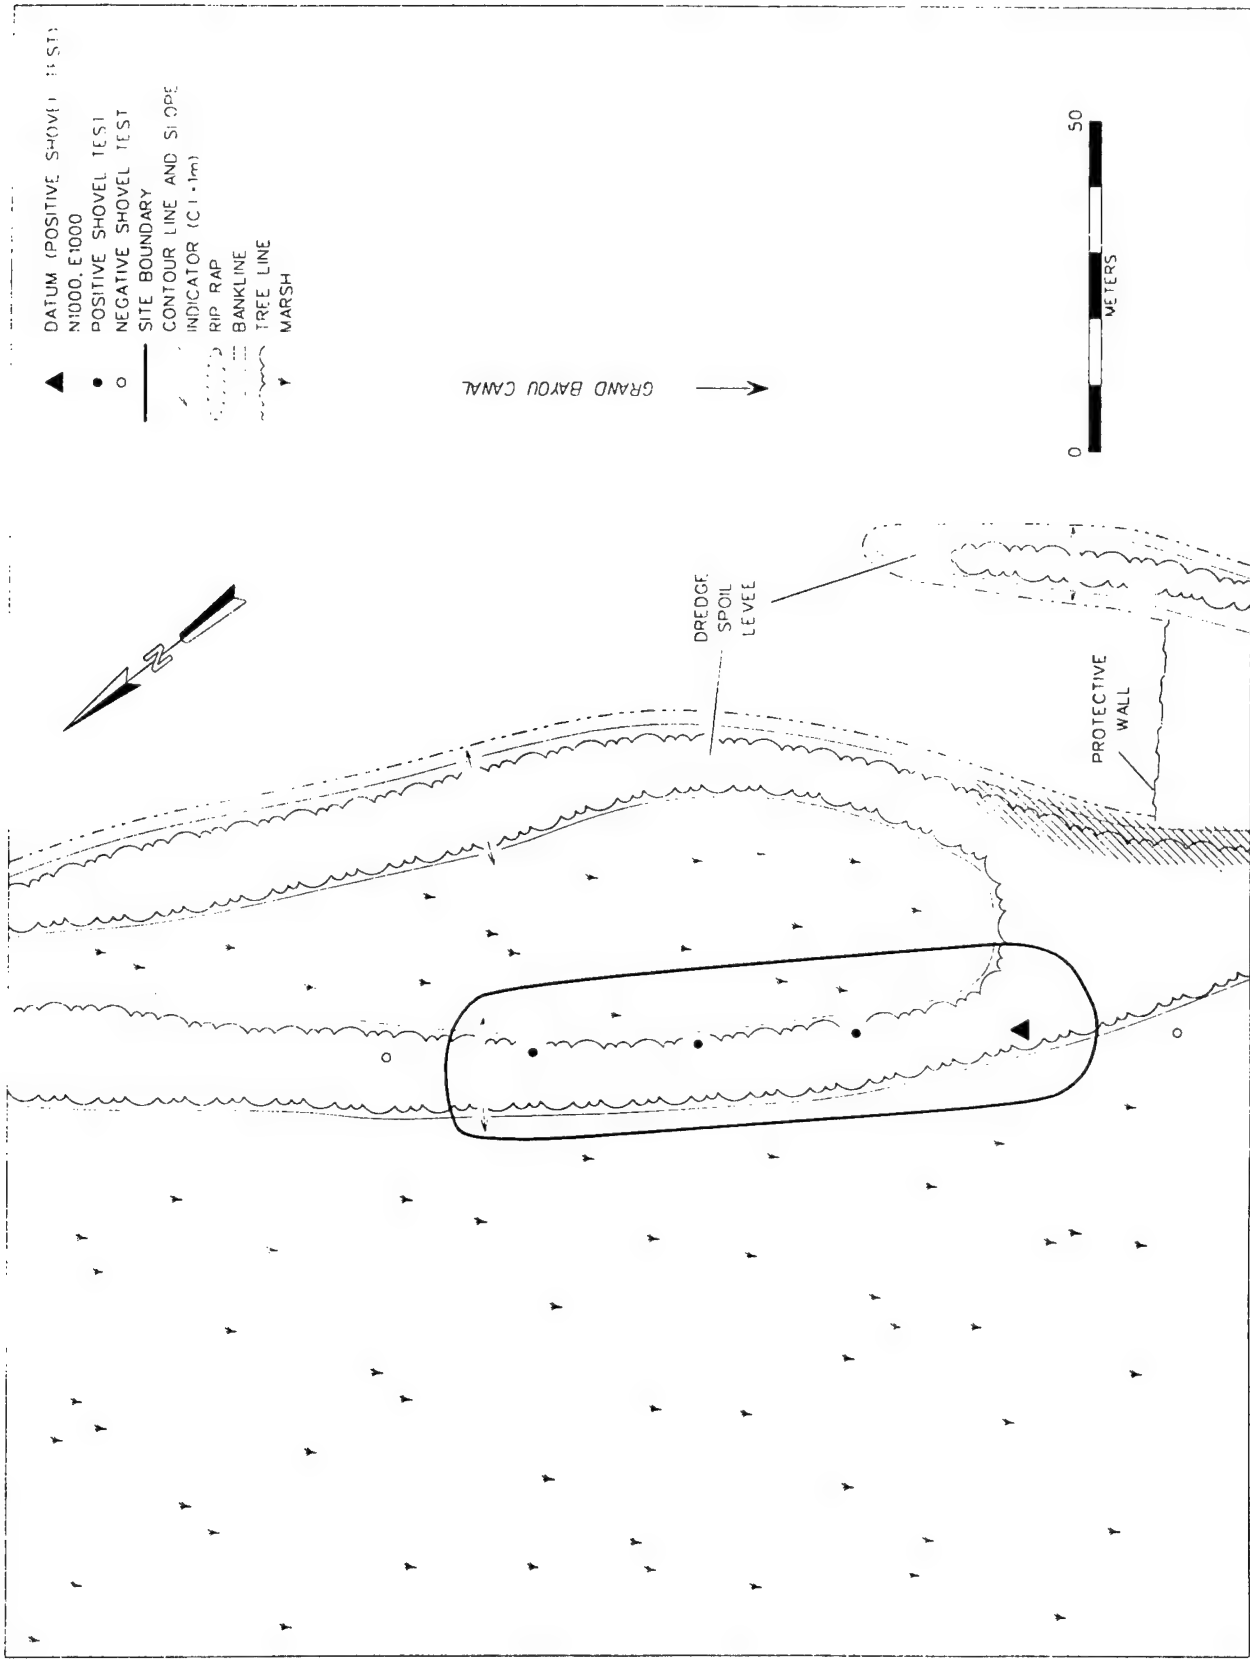 DATUM (POSITIVE SHOVEL TEST)
N1000, E1000
POSITIVE SHOVEL TEST
NEGATIVE SHOVEL TEST
SITE BOUNDARY
CONTOUR LINE AND SLOPE
INDICATOR (C.I.=1m)
RIP RAP
BANKLINE
TREE LINE
MARSH
GRAND BAYOU CANAL
0
50
METERS
N
DREDGE
SPOIL
LEVEE
PROTECTIVE
WALL